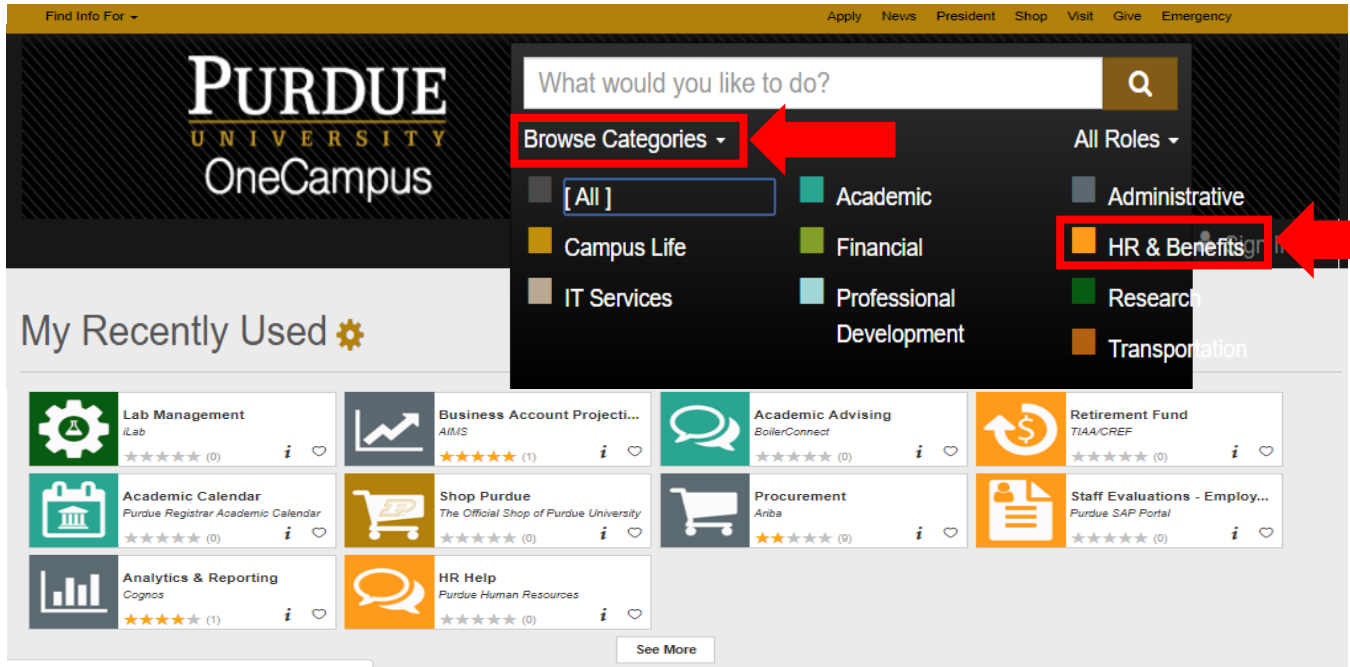 Find Info For
Apply News President Shop Visit Give Emergency
PURDUE
UNIVERSITY
OneCampus
What would you like to do?
Browse Categories
All Roles
[ All ]
Academic
Administrative
Campus Life
Financial
HR & Benefits
Sign I
IT Services
Professional
Development
Research
Transportation
My Recently Used
Lab Management
iLab
(0)
i
Business Account Projecti...
AIMS
(1)
i
Academic Advising
BoilerConnect
(0)
i
Retirement Fund
TIAA/CREF
(0)
i
Academic Calendar
Purdue Registrar Academic Calendar
(0)
i
Shop Purdue
The Official Shop of Purdue University
(0)
i
Procurement
Ariba
(9)
i
Staff Evaluations - Employ...
Purdue SAP Portal
(0)
i
Analytics & Reporting
Cognos
(1)
i
HR Help
Purdue Human Resources
(0)
i
See More